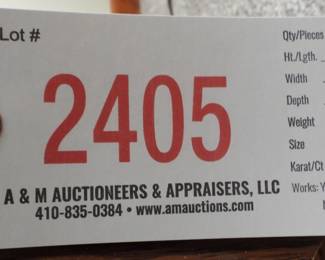 Lot #
2405
A & M AUCTIONEERS & APPRAISERS, LLC
410-835-0384 • www.amauctions.com
Qty/Pieces
Ht./Lgth.
Width
Depth
Weight
Size
Karat/Ct
Works: Y